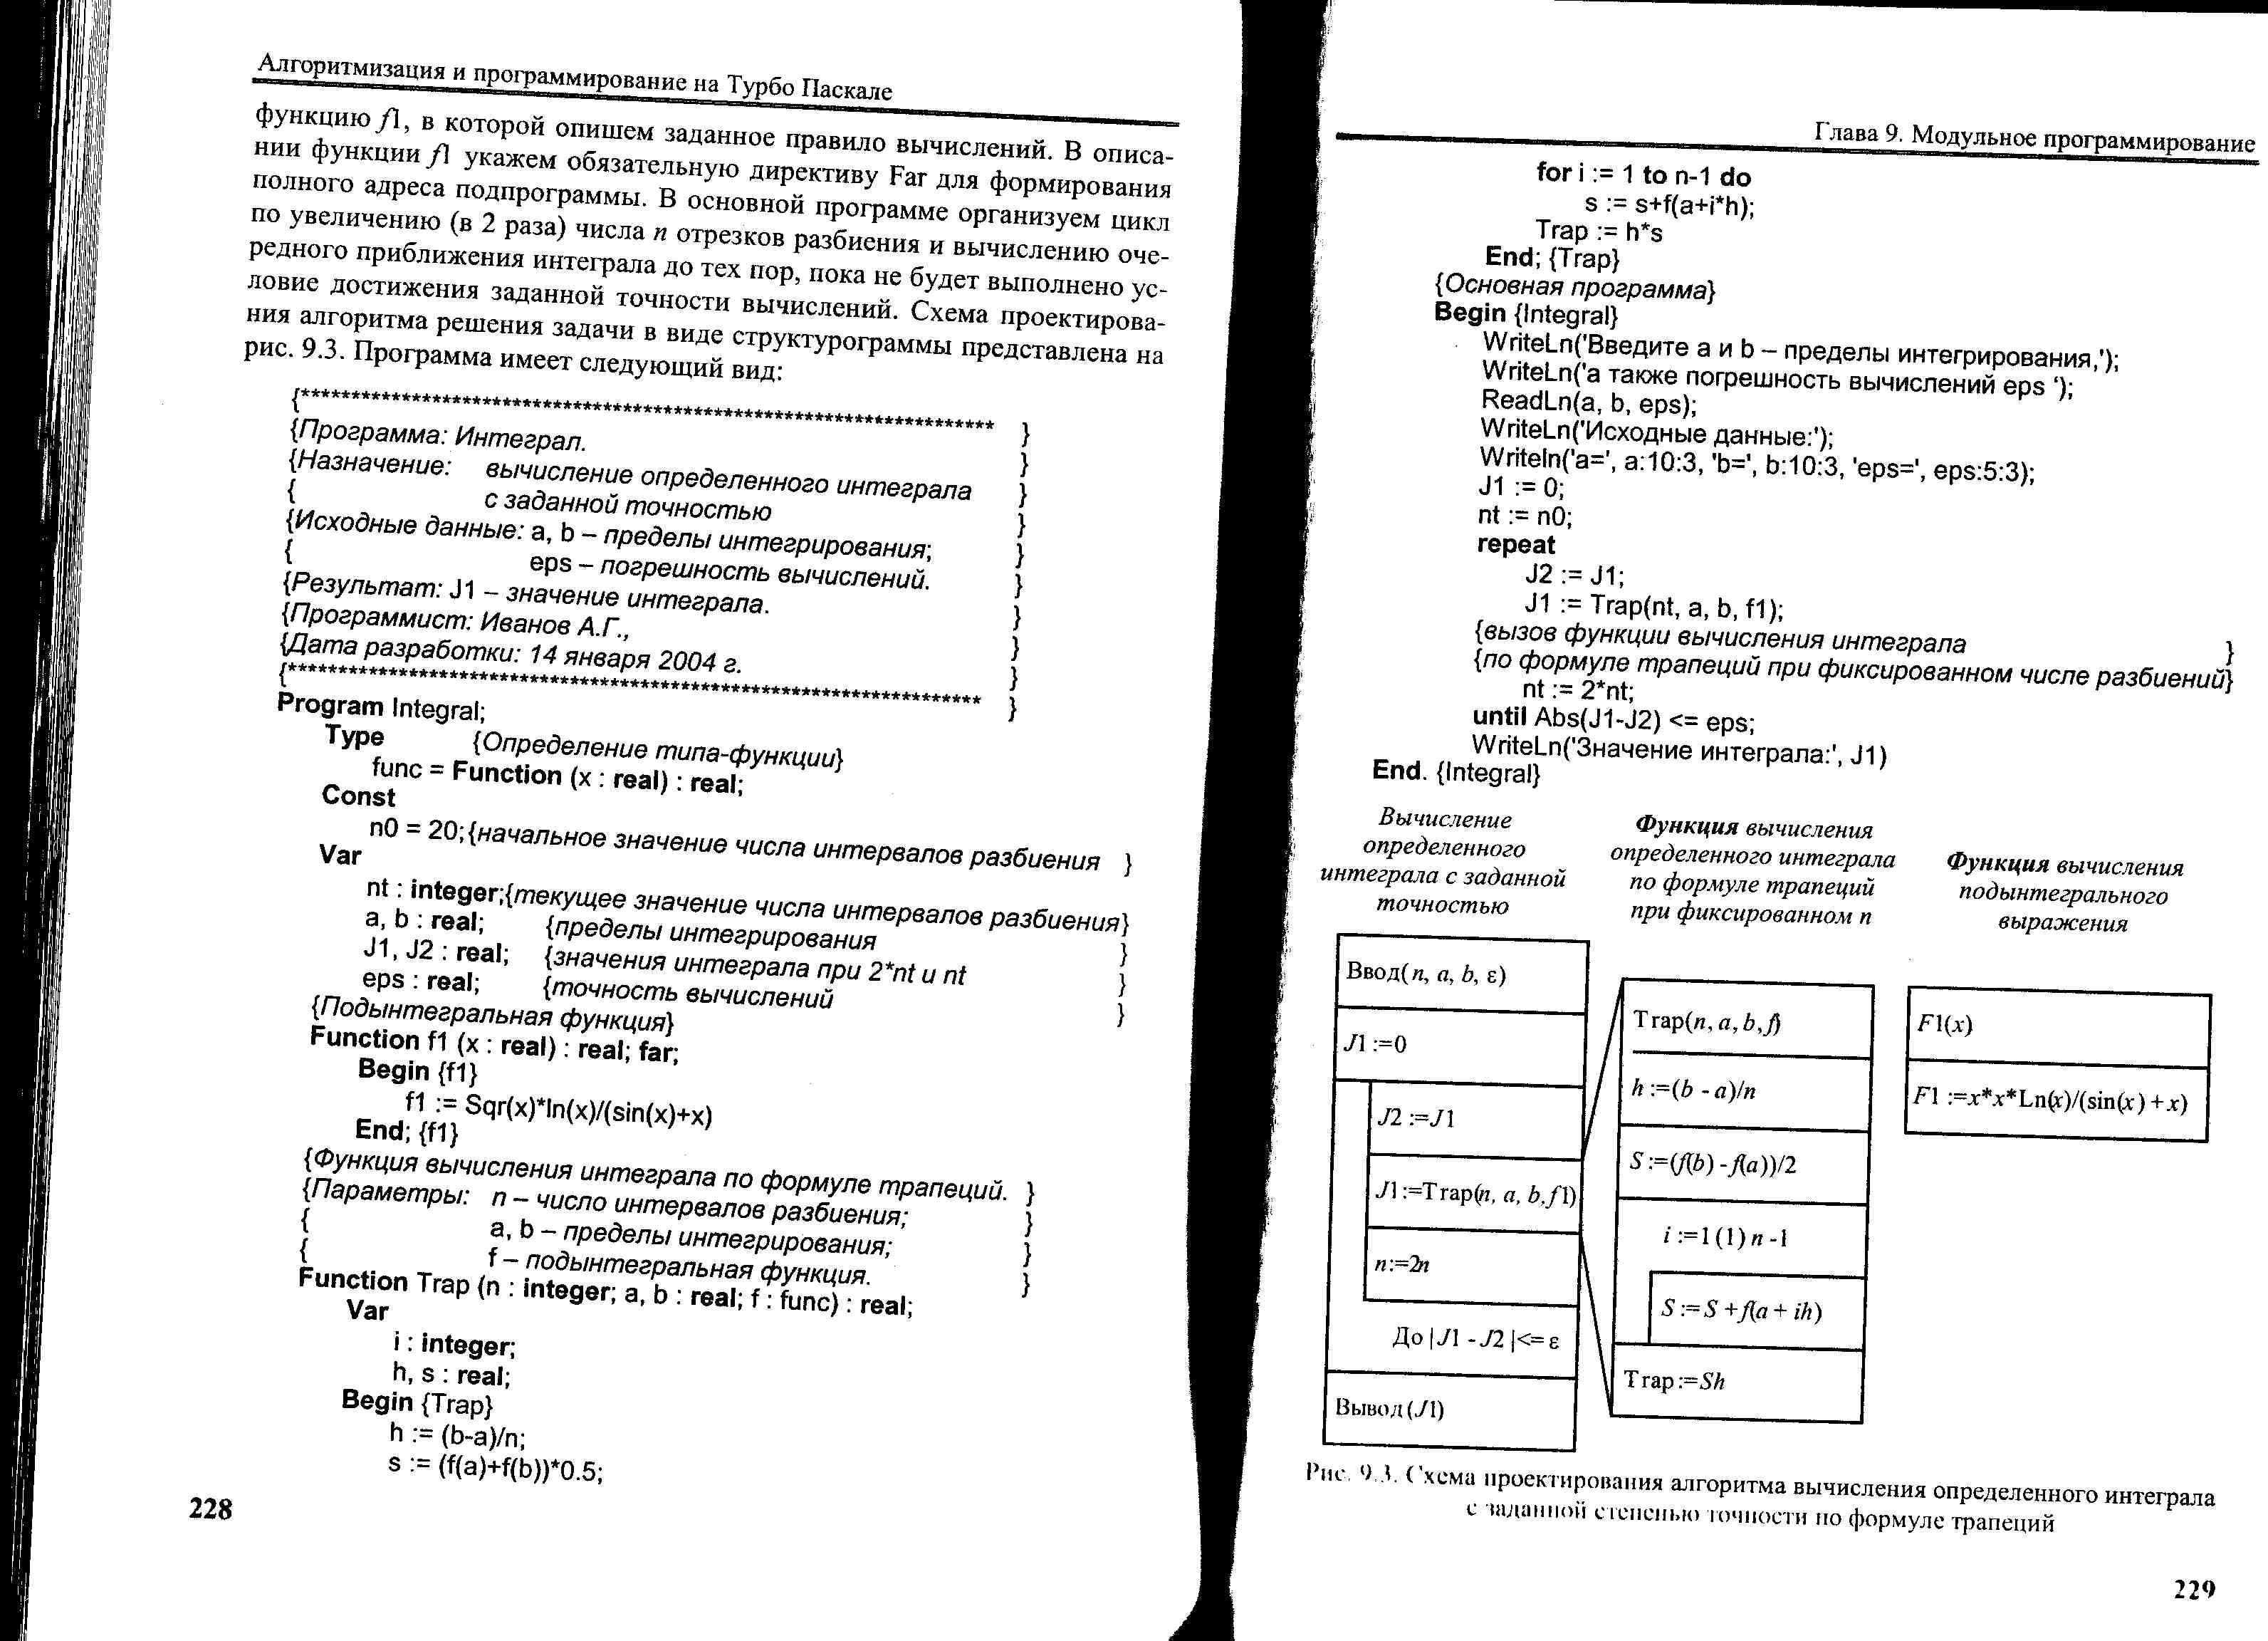 Алгоритмизация и программирование на Турбо Паскале
функцию f1, в которой опишем заданное правило вычислений. В описа-
нии функции f1 укажем обязательную директиву Far для формирования
полного адреса подпрограммы. В основной программе организуем цикл
по увеличению (в 2 раза) числа n отрезков разбиения и вычислению оче-
редного приближения интеграла до тех пор, пока не будет выполнено ус-
ловие достижения заданной точности вычислений. Схема проектирова-
ния алгоритма решения задачи в виде структурограммы представлена на
рис. 9.3. Программа имеет следующий вид:
{********************************************************************** }
{Программа: Интеграл. }
{Назначение: вычисление определенного интеграла }
{ с заданной точностью }
{Исходные данные: a, b – пределы интегрирования; }
{ eps – погрешность вычислений. }
{Результат: J1 – значение интеграла. }
{Программист: Иванов А.Г., }
{Дата разработки: 14 января 2004 г. }
{********************************************************************** }
Program Integral;
Type {Определение типа-функции}
func = Function (x : real) : real;
Const
n0 = 20;{начальное значение числа интервалов разбиения }
Var
nt : integer;{текущее значение числа интервалов разбиения}
a, b : real; {пределы интегрирования }
J1, J2 : real; {значения интеграла при 2*nt и nt }
eps : real; {точность вычислений }
{Подынтегральная функция}
Function f1 (x : real) : real; far;
Begin {f1}
f1 := Sqr(x)*ln(x)/(sin(x)+x)
End; {f1}
{Функция вычисления интеграла по формуле трапеций. }
{Параметры: n – число интервалов разбиения; }
{ a, b – пределы интегрирования; }
{ f – подынтегральная функция. }
Function Trap (n : integer; a, b : real; f : func) : real;
Var
i : integer;
h, s : real;
Begin {Trap}
h := (b-a)/n;
s := (f(a)+f(b))*0.5;
228
Глава 9. Модульное программирование
for i := 1 to n-1 do
s := s+f(a+i*h);
Trap := h*s
End; {Trap}
{Основная программа}
Begin {Integral}
WriteLn('Введите a и b – пределы интегрирования,');
WriteLn('а также погрешность вычислений eps ‘);
ReadLn(a, b, eps);
WriteLn('Исходные данные:');
Writeln('a=', a:10:3, 'b=', b:10:3, 'eps=', eps:5:3);
J1 := 0;
nt := n0;
repeat
J2 := J1;
J1 := Trap(nt, a, b, f1);
{вызов функции вычисления интеграла }
{по формуле трапеций при фиксированном числе разбиений}
nt := 2*nt;
until Abs(J1-J2) <= eps;
WriteLn('Значение интеграла:', J1)
End. {Integral}
Вычисление
определенного
интеграла с заданной
точностью
Ввод(n, a, b, ε)
J1 :=0
J2 :=J1
J1:=Trap(n, a, b,f1)
n:=2n
До | J1 - J2 |<= ε
Вывод (J1)
Функция вычисления
определенного интеграла
по формуле трапеций
при фиксированном n
Trap(n, a, b,f)
h :=(b - a)/n
S :=(f(b) -f(a))/2
i :=1 (1) n -1
S := S +f(a + ih)
Trap:=Sh
Функция вычисления
подынтегрального
выражения
F1(x)
F1 :=x*x*Ln(x)/(sin(x) +x)
Рис. 9.3. Схема проектирования алгоритма вычисления определенного интеграла
с заданной степенью точности по формуле трапеций
229